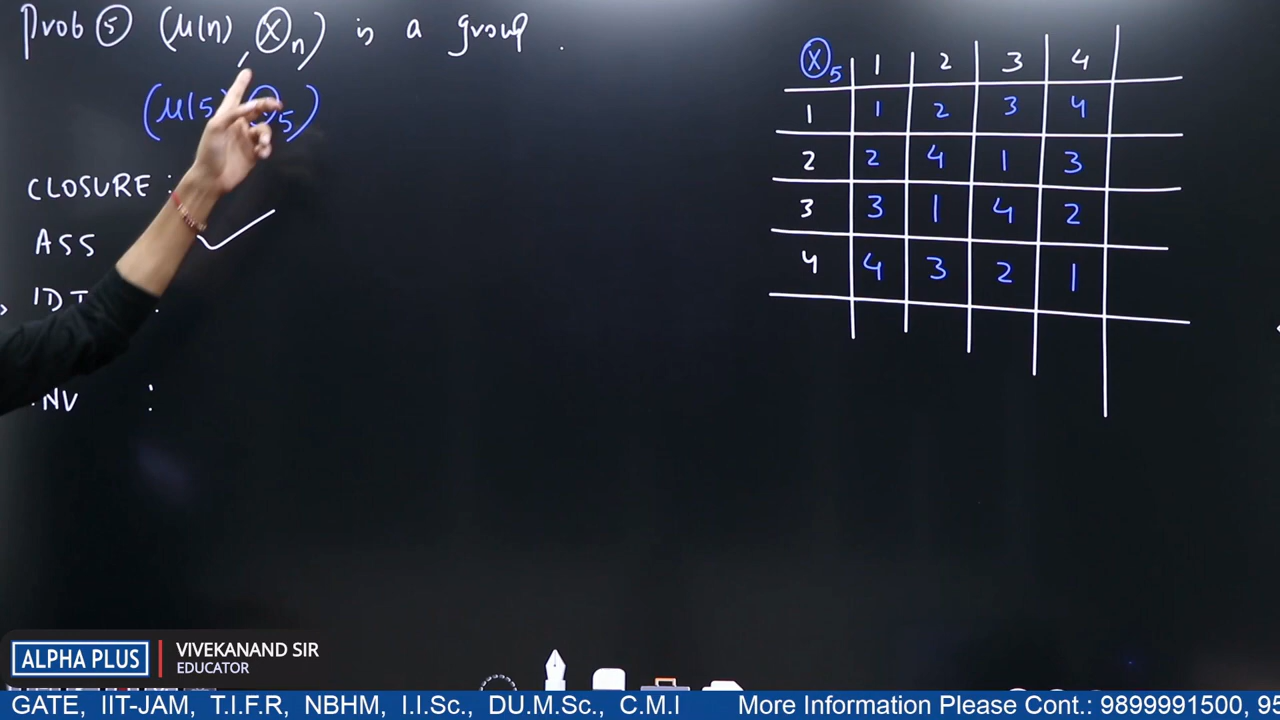 Prob ⑤ (μ(n), ⊗n) is a group.
(μ(5) 5)
CLOSURE :
ASS ✓
IDT :
INV :
⊗5 1 2 3 4
1 1 2 3 4
2 2 4 1 3
3 3 1 4 2
4 4 3 2 1
ALPHA PLUS
VIVEKANAND SIR
EDUCATOR
GATE, IIT-JAM, T.I.F.R, NBHM, I.I.Sc., DU.M.Sc., C.M.I More Information Please Cont.: 9899991500, 95